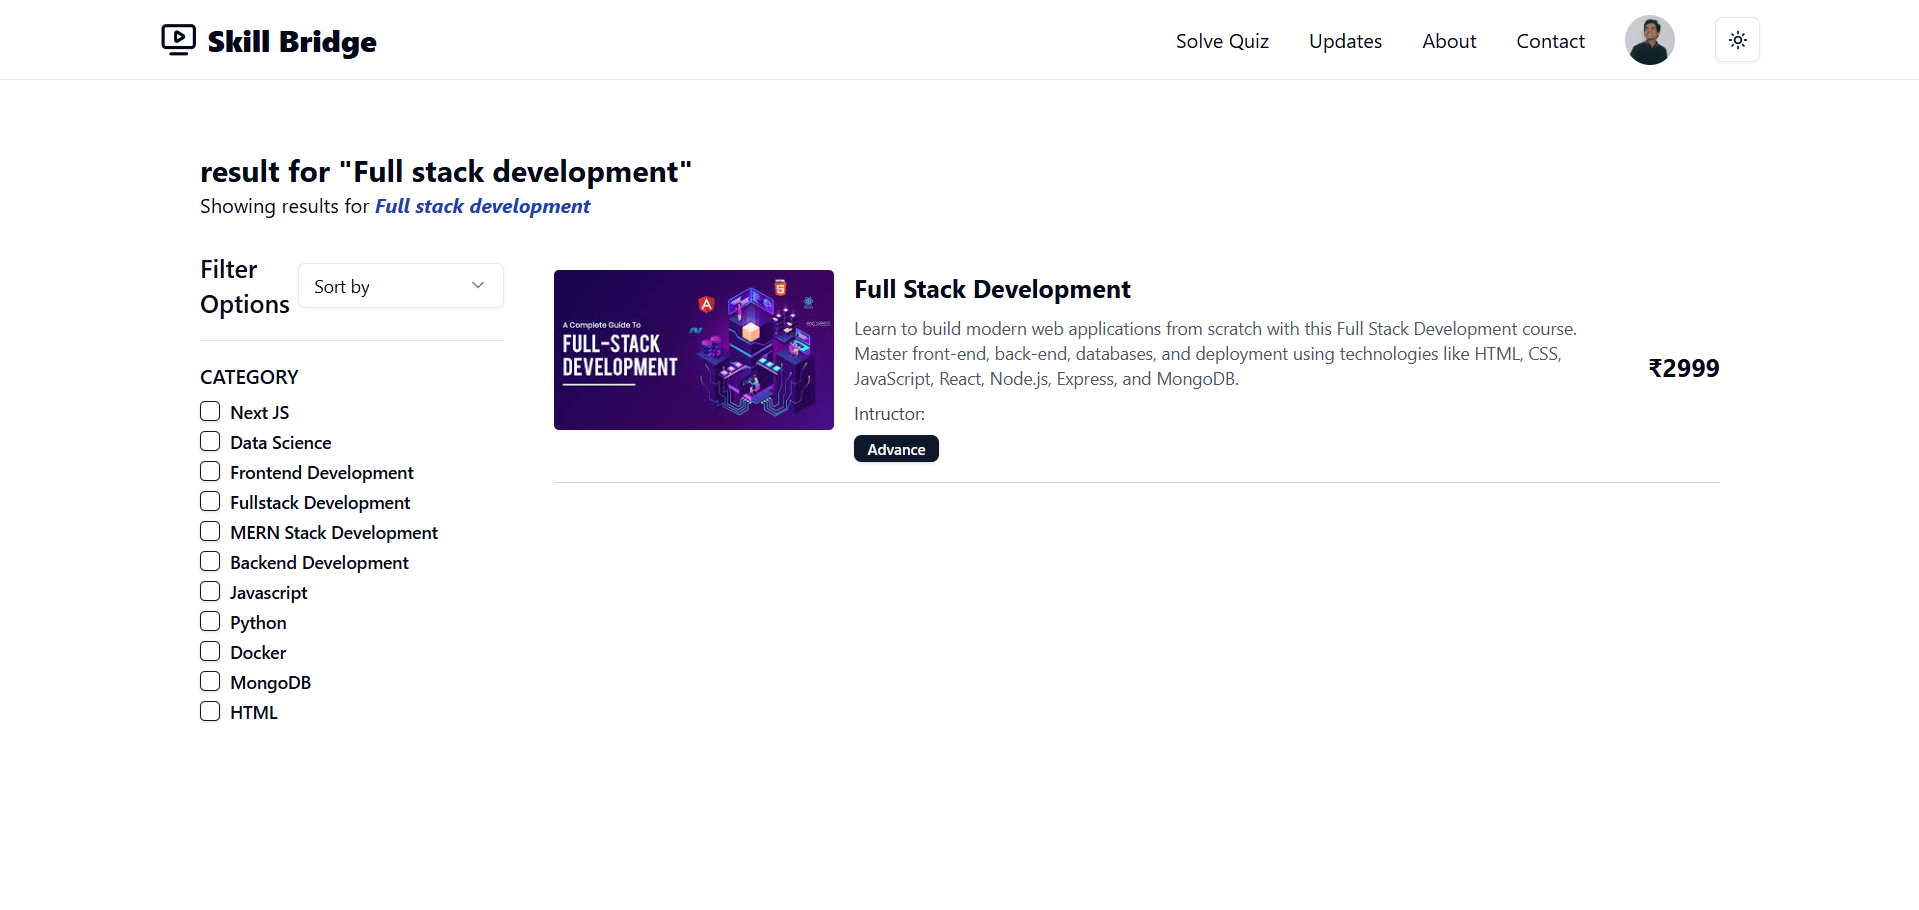 Skill Bridge
Solve Quiz
Updates
About
Contact
result for "Full stack development"
Showing results for Full stack development
Filter
Options
Sort by
CATEGORY
Next JS
Data Science
Frontend Development
Fullstack Development
MERN Stack Development
Backend Development
Javascript
Python
Docker
MongoDB
HTML
A Complete Guide To
FULL-STACK
DEVELOPMENT
express
Full Stack Development
Learn to build modern web applications from scratch with this Full Stack Development course.
Master front-end, back-end, databases, and deployment using technologies like HTML, CSS,
JavaScript, React, Node.js, Express, and MongoDB.
Intructor:
Advance
₹2999